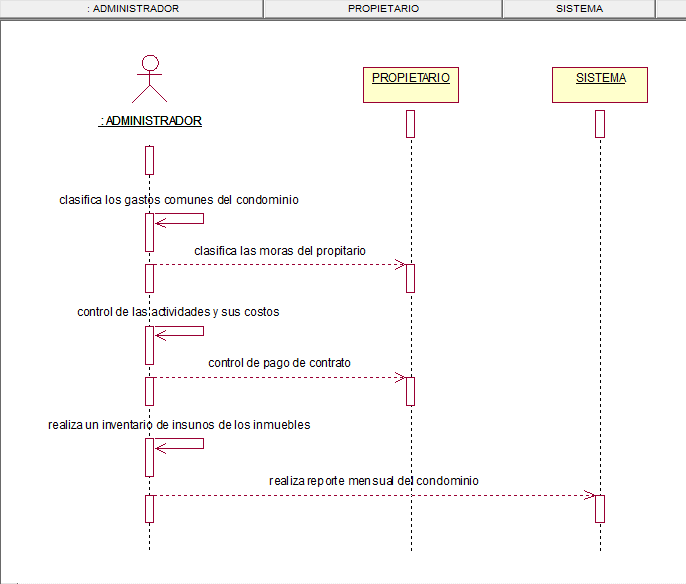 : ADMINISTRADOR
PROPIETARIO
SISTEMA
PROPIETARIO
SISTEMA
: ADMINISTRADOR
clasifica los gastos comunes del condominio
clasifica las moras del propitario
control de las actividades y sus costos
control de pago de contrato
realiza un inventario de insunos de los inmuebles
realiza reporte mensual del condominio